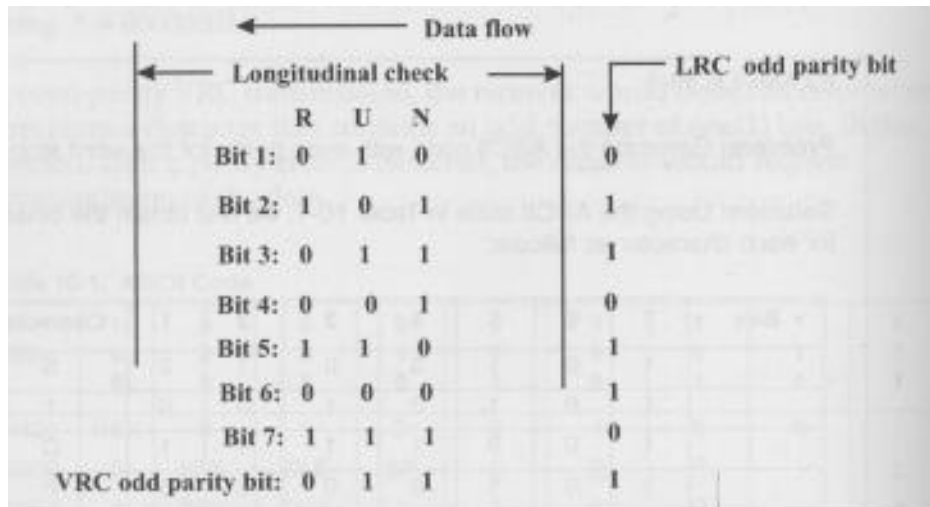 Data flow
Longitudinal check LRC odd parity bit
R U N
Bit 1: 0 1 0 0
Bit 2: 1 0 1 1
Bit 3: 0 1 1 1
Bit 4: 0 0 1 0
Bit 5: 1 1 0 1
Bit 6: 0 0 0 1
Bit 7: 1 1 1 0
VRC odd parity bit: 0 1 1 1